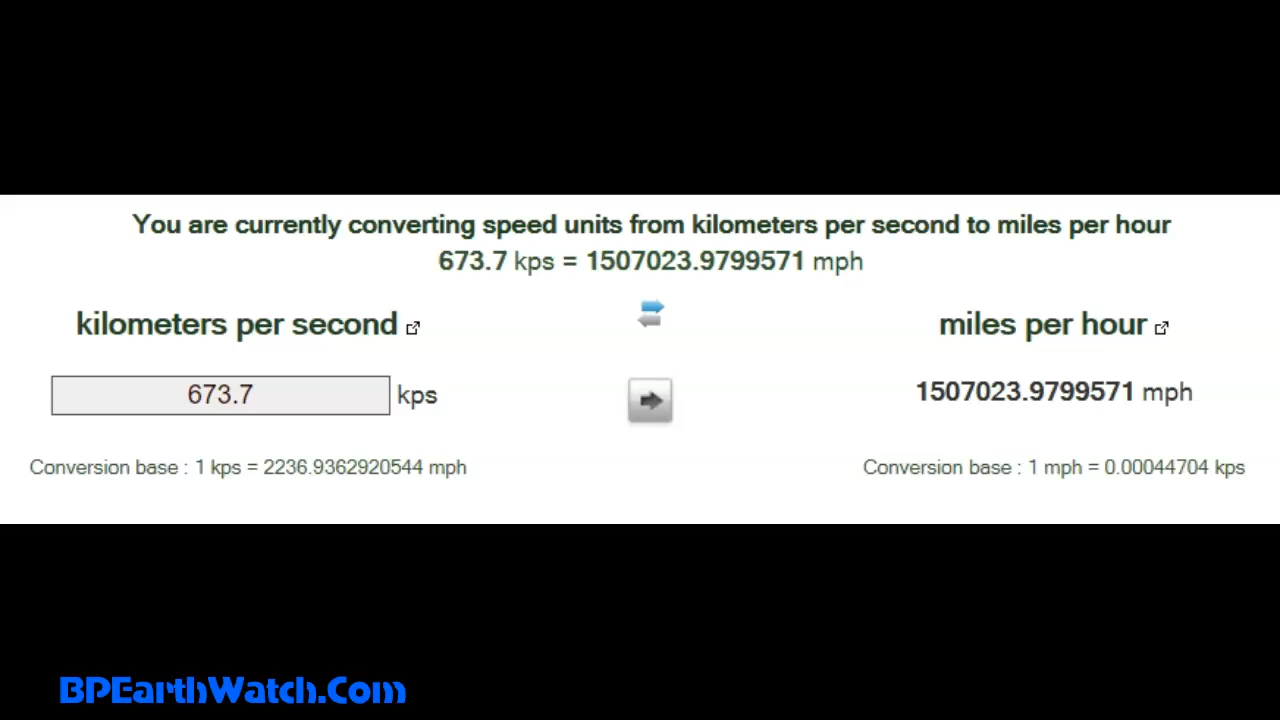 You are currently converting speed units from kilometers per second to miles per hour
673.7 kps = 1507023.9799571 mph
kilometers per second
miles per hour
673.7 kps
1507023.9799571 mph
Conversion base : 1 kps = 2236.9362920544 mph
Conversion base : 1 mph = 0.00044704 kps
BPEarthWatch.Com